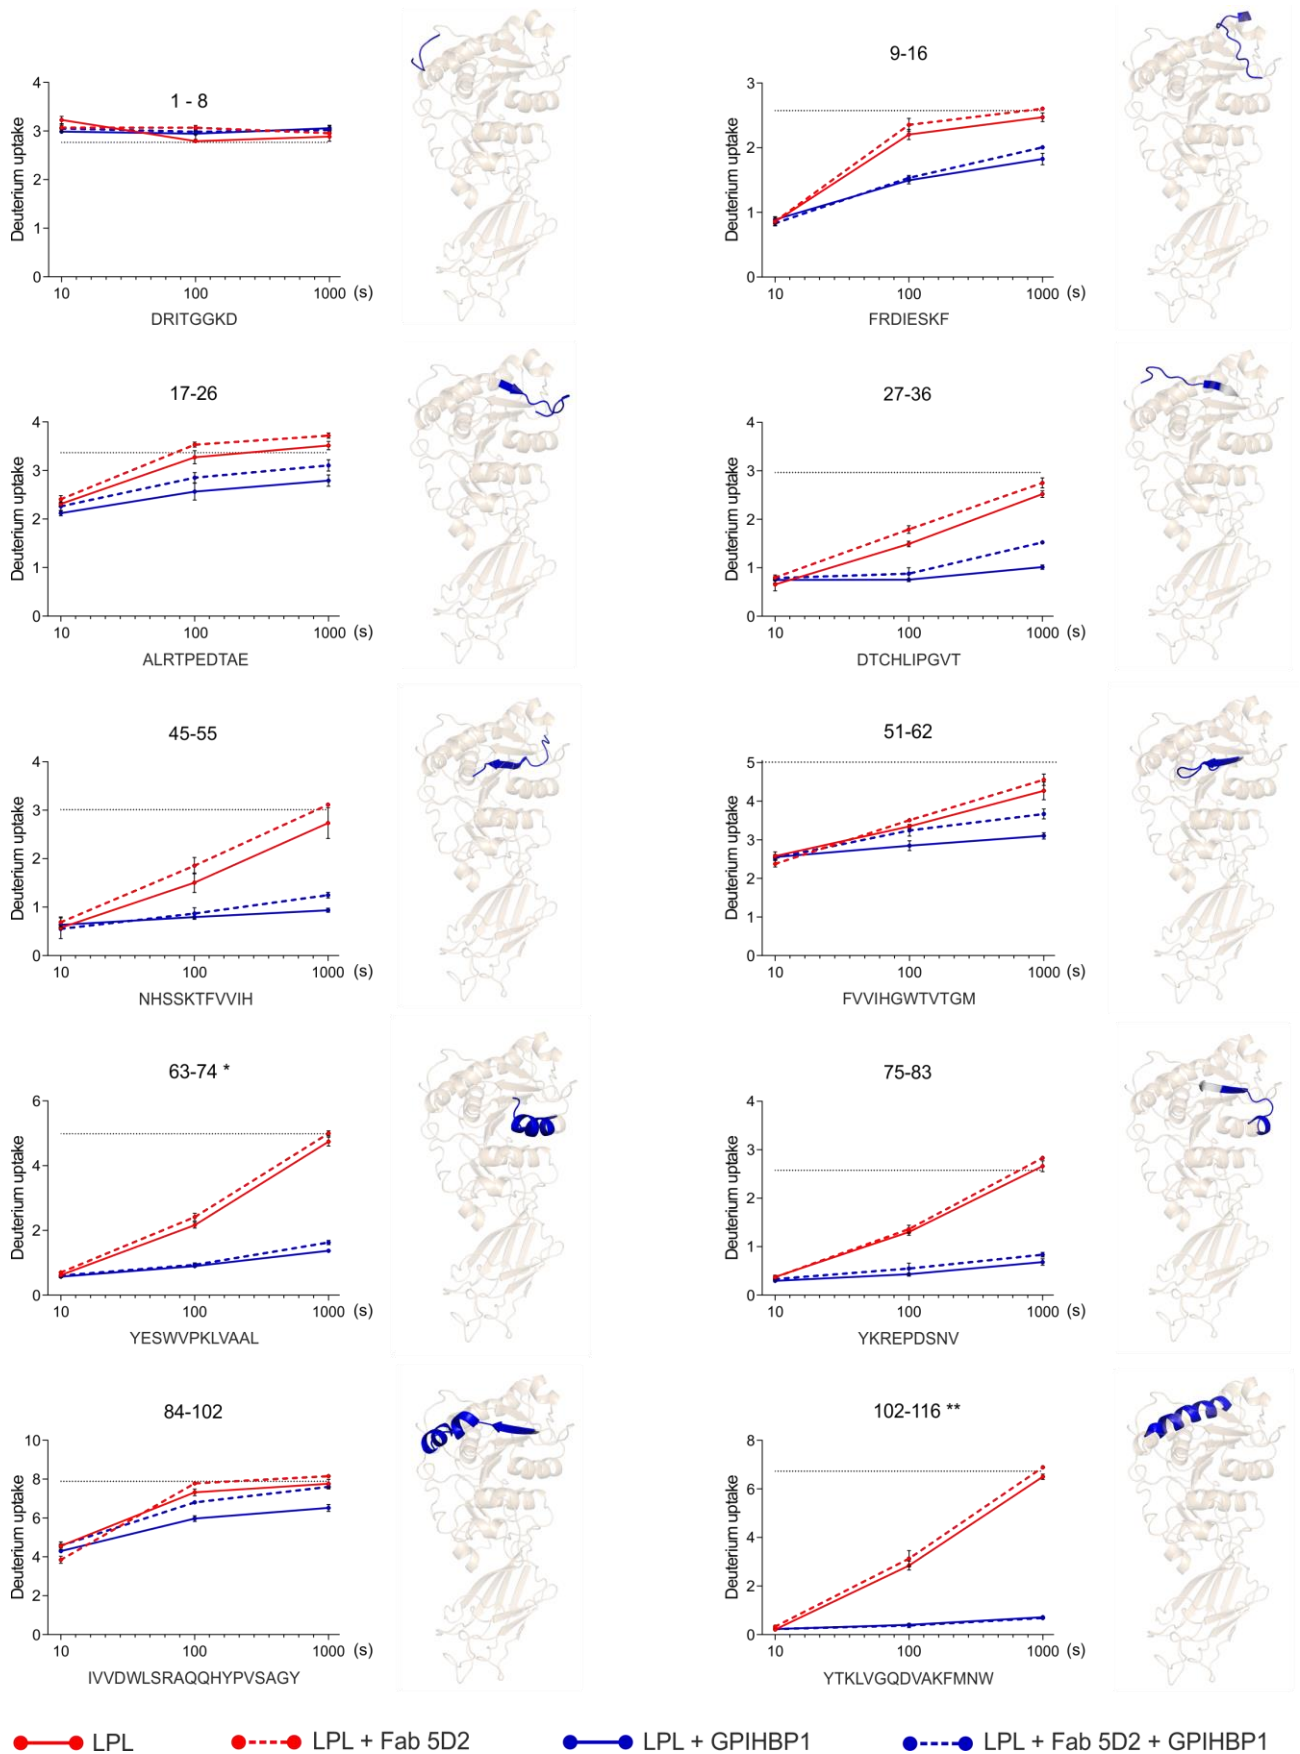 1 - 8
Deuterium uptake
4
3
2
1
0
10 100 1000 (s)
DRITGGKD
9-16
Deuterium uptake
3
2
1
0
10 100 1000 (s)
FRDIESKF
17-26
Deuterium uptake
4
3
2
1
0
10 100 1000 (s)
ALRTPEDTAE
27-36
Deuterium uptake
4
3
2
1
0
10 100 1000 (s)
DTCHLIPGVT
45-55
Deuterium uptake
4
3
2
1
0
10 100 1000 (s)
NHSSKTFVVIH
51-62
Deuterium uptake
5
4
3
2
1
0
10 100 1000 (s)
FVVIHGWTVTGM
63-74 *
Deuterium uptake
6
4
2
0
10 100 1000 (s)
YESWVPKLVAAL
75-83
Deuterium uptake
4
3
2
1
0
10 100 1000 (s)
YKREPDSNV
84-102
Deuterium uptake
10
8
6
4
2
0
10 100 1000 (s)
IVVDWLSRAQQHYPVSAGY
102-116 **
Deuterium uptake
8
6
4
2
0
10 100 1000 (s)
YTKLVGQDVAKFMNW
LPL LPL + Fab 5D2 LPL + GPIHBP1 LPL + Fab 5D2 + GPIHBP1